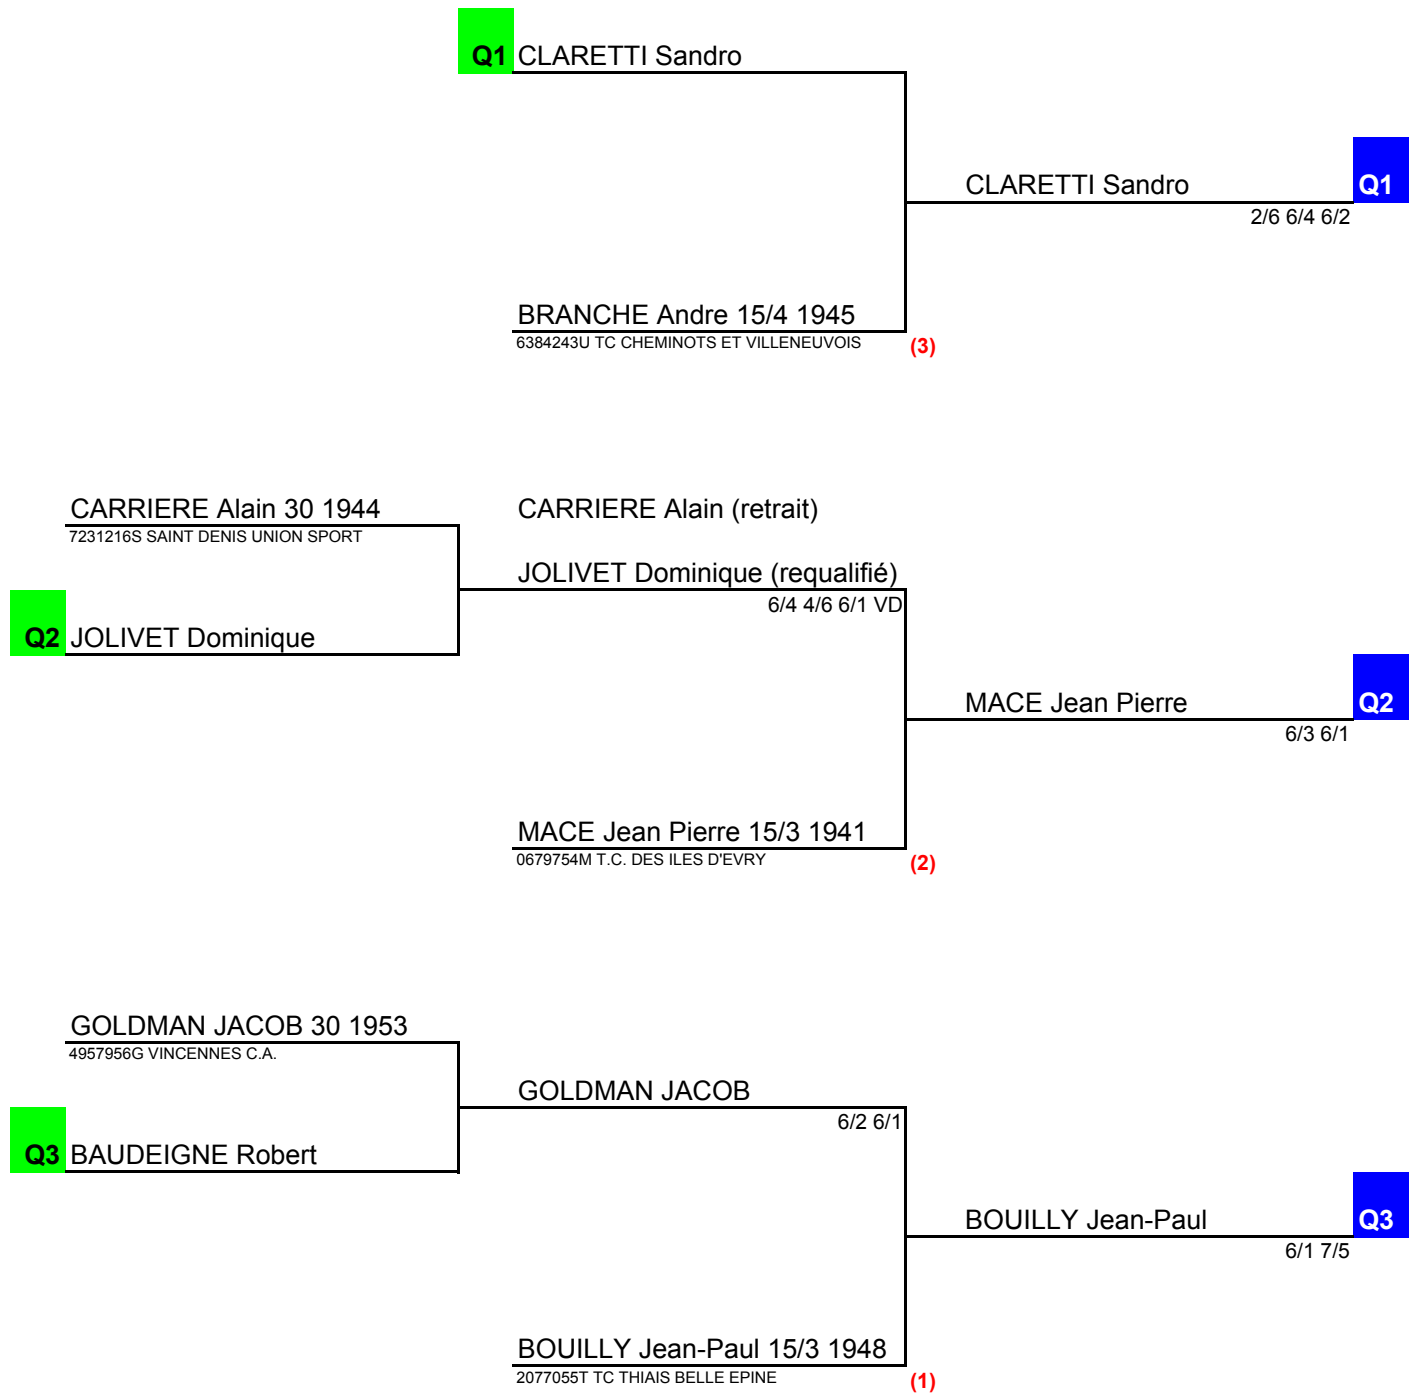 Q1 CLARETTI Sandro
CLARETTI Sandro Q1
2/6 6/4 6/2
BRANCHE Andre 15/4 1945
6384243U TC CHEMINOTS ET VILLENEUVOIS (3)
CARRIERE Alain 30 1944 CARRIERE Alain (retrait)
7231216S SAINT DENIS UNION SPORT
JOLIVET Dominique (requalifié)
6/4 4/6 6/1 VD
Q2 JOLIVET Dominique
MACE Jean Pierre Q2
6/3 6/1
MACE Jean Pierre 15/3 1941
0679754M T.C. DES ILES D'EVRY (2)
GOLDMAN JACOB 30 1953
4957956G VINCENNES C.A.
GOLDMAN JACOB
6/2 6/1
Q3 BAUDEIGNE Robert
BOUILLY Jean-Paul Q3
6/1 7/5
BOUILLY Jean-Paul 15/3 1948
2077055T TC THIAIS BELLE EPINE (1)